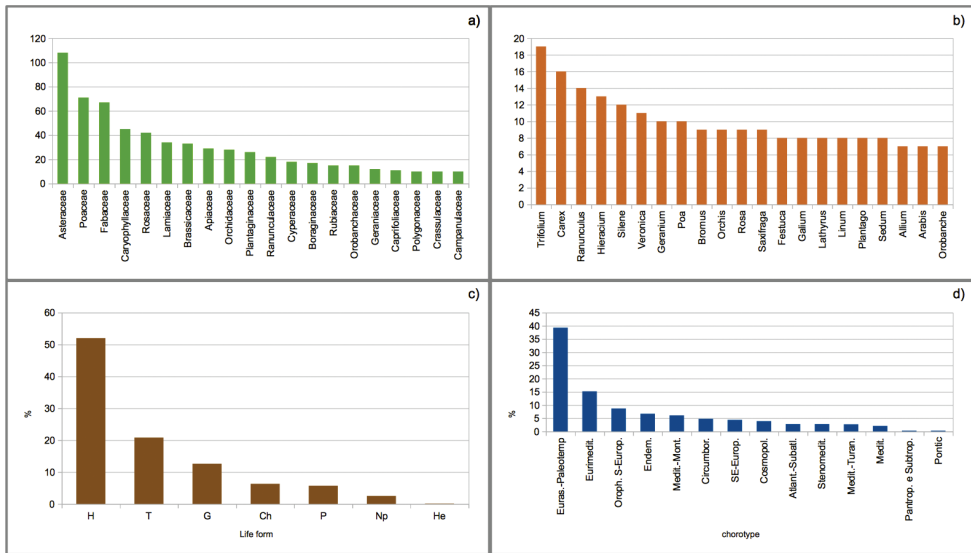 a)
120
100
80
60
40
20
0
Asteraceae
Poaceae
Fabaceae
Caryophyllaceae
Rosaceae
Lamiaceae
Brassicaceae
Apiaceae
Orchidaceae
Plantaginaceae
Ranunculaceae
Cyperaceae
Boraginaceae
Rubiaceae
Orobanchaceae
Geraniaceae
Caprifliaceae
Polygonaceae
Crassulaceae
Campanulaceae
b)
20
18
16
14
12
10
8
6
4
2
0
Trifolium
Carex
Ranunculus
Hieracium
Silene
Veronica
Geranium
Poa
Bromus
Orchis
Rosa
Saxifraga
Festuca
Galium
Lathyrus
Linum
Plantago
Sedum
Allium
Arabis
Orobanche
c)
60
50
40
30
20
10
0
%
H T G Ch P Np He
Life form
d)
45
40
35
30
25
20
15
10
5
0
%
Euras.-Paleotemp
Eurimedit.
Oroph. S-Europ.
Endem.
Medit.-Mont.
Circumbor.
SE-Europ.
Cosmopol.
Atlant.-Subatl.
Stenomedit.
Medit.-Turan.
Medit.
Pantrop. e Subtrop.
Pontic
chorotype